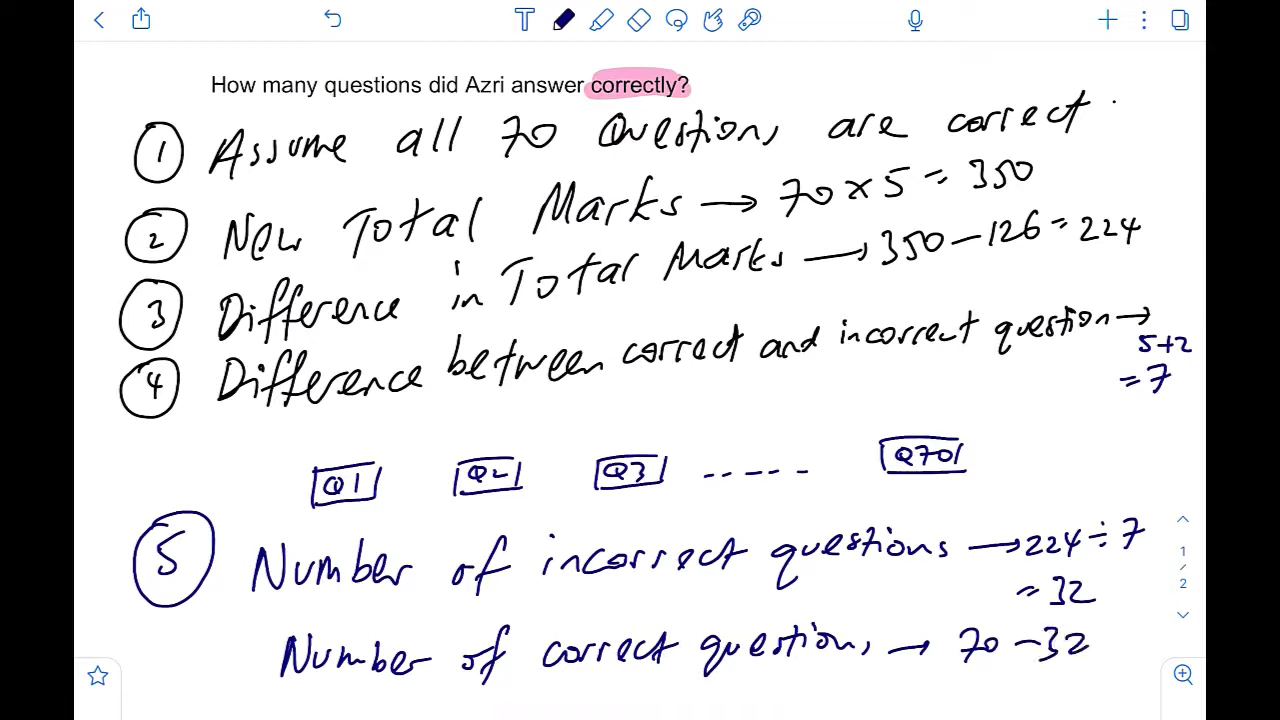 T
How many questions did Azri answer correctly?
① Assume all 70 Questions are correct
② New Total Marks → 70 × 5 = 350
③ Difference in Total Marks → 350 - 126 = 224
④ Difference between correct and incorrect question →
5+2
= 7
Q1 Q2 Q3 ----- Q70
⑤ Number of incorrect questions → 224 ÷ 7
= 32
1
/
2
Number of correct questions → 70 - 32